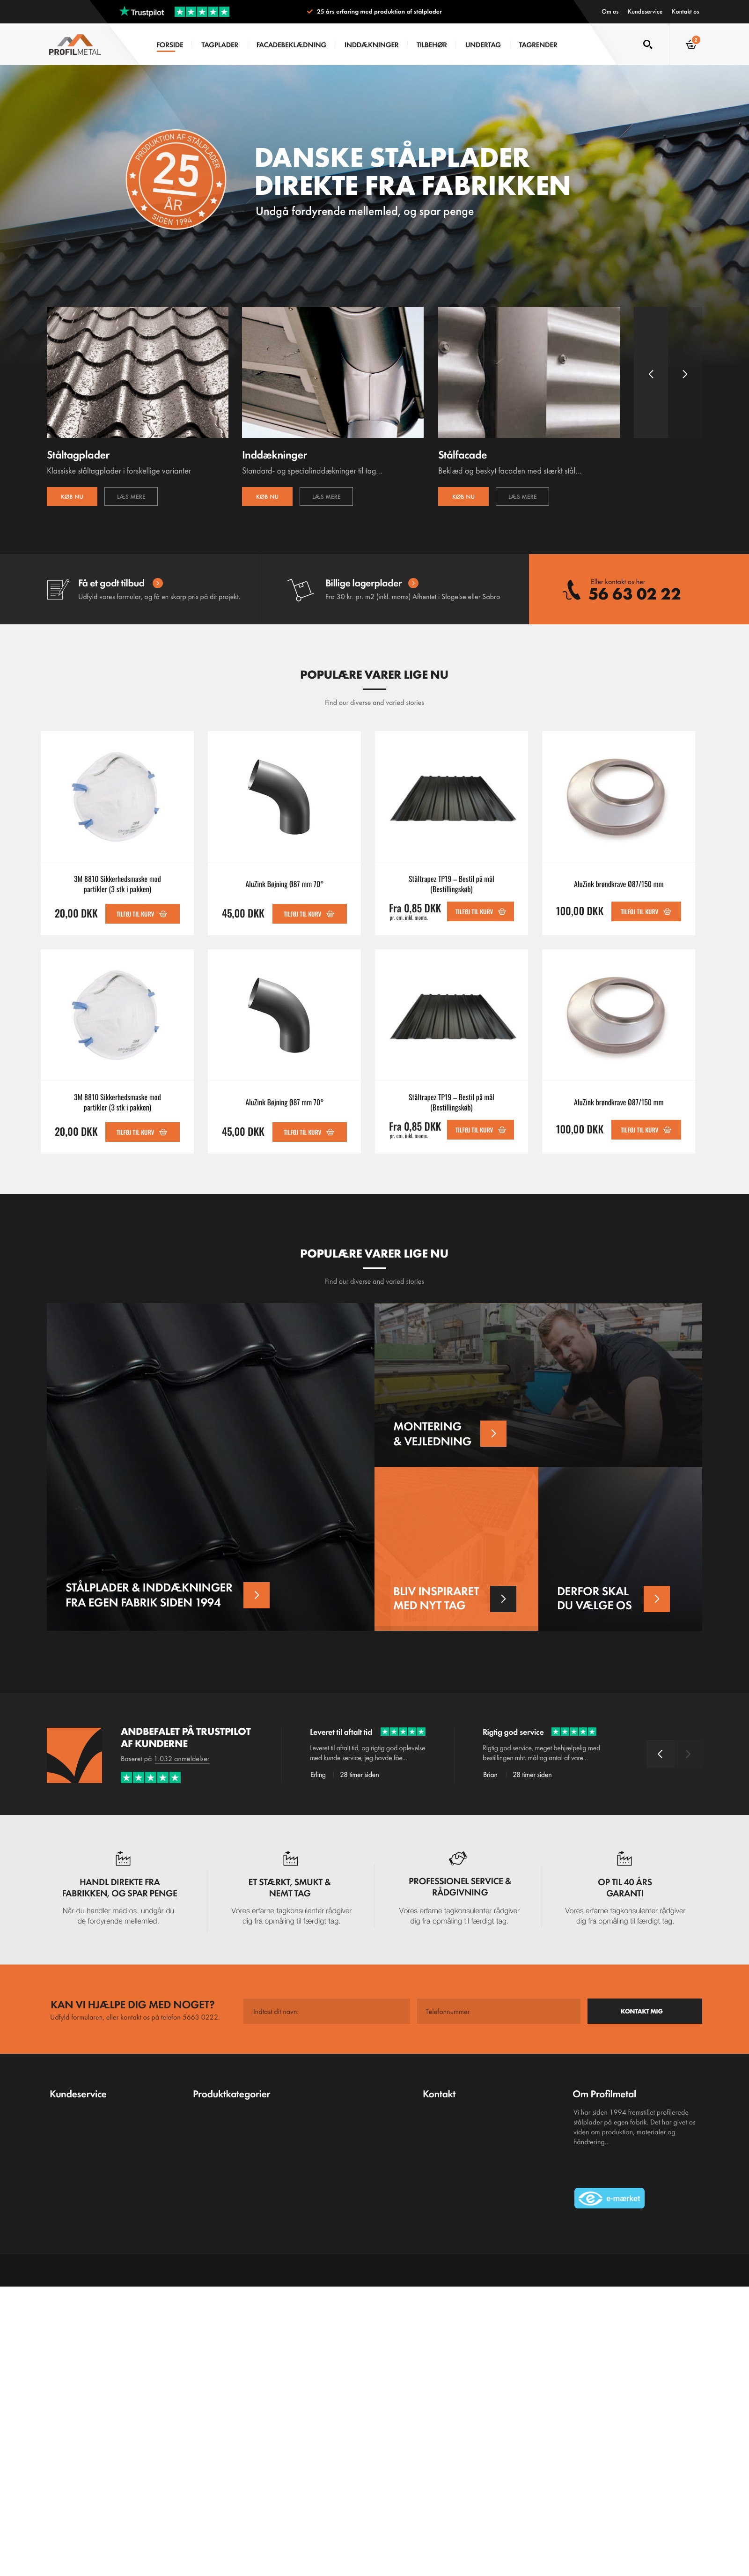 Trustpilot
25 års erfaring med produktion af stålplader
Om os Kundeservice Kontakt os
PROFILMETAL
FORSIDE TAGPLADER FACADEBEKLÆDNING INDDÆKNINGER TILBEHØR UNDERTAG TAGRENDER
PRODUKTION AF STÅLPLADER
25
ÅR
SIDEN 1994
DANSKE STÅLPLADER
DIREKTE FRA FABRIKKEN
Undgå fordyrende mellemled, og spar penge
Ståltagplader
Klassiske ståltagplader i forskellige varianter
KØB NU LÆS MERE
Inddækninger
Standard- og specialinddækninger til tag...
KØB NU LÆS MERE
Stålfacade
Beklæd og beskyt facaden med stærkt stål...
KØB NU LÆS MERE
Få et godt tilbud
Udfyld vores formular, og få en skarp pris på dit projekt.
Billige lagerplader
Fra 30 kr. pr. m2 (inkl. moms) Afhentet i Slagelse eller Sabro
Eller kontakt os her
56 63 02 22
POPULÆRE VARER LIGE NU
Find our diverse and varied stories
3M 8810 Sikkerhedsmaske mod
partikler (3 stk i pakken)
20,00 DKK TILFØJ TIL KURV
AluZink Bøjning Ø87 mm 70°
45,00 DKK TILFØJ TIL KURV
Ståltrapez TP19 – Bestil på mål
(Bestillingskøb)
Fra 0,85 DKK TILFØJ TIL KURV
pr. cm. inkl. moms.
AluZink brøndkrave Ø87/150 mm
100,00 DKK TILFØJ TIL KURV
3M 8810 Sikkerhedsmaske mod
partikler (3 stk i pakken)
20,00 DKK TILFØJ TIL KURV
AluZink Bøjning Ø87 mm 70°
45,00 DKK TILFØJ TIL KURV
Ståltrapez TP19 – Bestil på mål
(Bestillingskøb)
Fra 0,85 DKK TILFØJ TIL KURV
pr. cm. inkl. moms.
AluZink brøndkrave Ø87/150 mm
100,00 DKK TILFØJ TIL KURV
POPULÆRE VARER LIGE NU
Find our diverse and varied stories
STÅLPLADER & INDDÆKNINGER
FRA EGEN FABRIK SIDEN 1994
MONTERING
& VEJLEDNING
BLIV INSPIRARET
MED NYT TAG
DERFOR SKAL
DU VÆLGE OS
ANDBEFALET PÅ TRUSTPILOT
AF KUNDERNE
Baseret på 1.032 anmeldelser
Leveret til aftalt tid
Leveret til aftalt tid, og rigtig god oplevelse
med kunde service, jeg havde fåe...
Erling 28 timer siden
Rigtig god service
Rigtig god service, meget behjælpelig med
bestillingen mht. mål og antal af vare...
Brian 28 timer siden
HANDL DIREKTE FRA
FABRIKKEN, OG SPAR PENGE
Når du handler med os, undgår du
de fordyrende mellemled.
ET STÆRKT, SMUKT &
NEMT TAG
Vores erfarne tagkonsulenter rådgiver
dig fra opmåling til færdigt tag.
PROFESSIONEL SERVICE &
RÅDGIVNING
Vores erfarne tagkonsulenter rådgiver
dig fra opmåling til færdigt tag.
OP TIL 40 ÅRS
GARANTI
Vores erfarne tagkonsulenter rådgiver
dig fra opmåling til færdigt tag.
KAN VI HJÆLPE DIG MED NOGET?
Udfyld formularen, eller kontakt os på telefon 5663 0222.
Indtast dit navn
Telefonnummer
KONTAKT MIG
Kundeservice
Produktkategorier
Kontakt
Om Profilmetal
Vi har siden 1994 fremstillet profilerede
stålplader på egen fabrik. Det har givet os
viden om produktion, materialer og
håndtering...
e-mærket